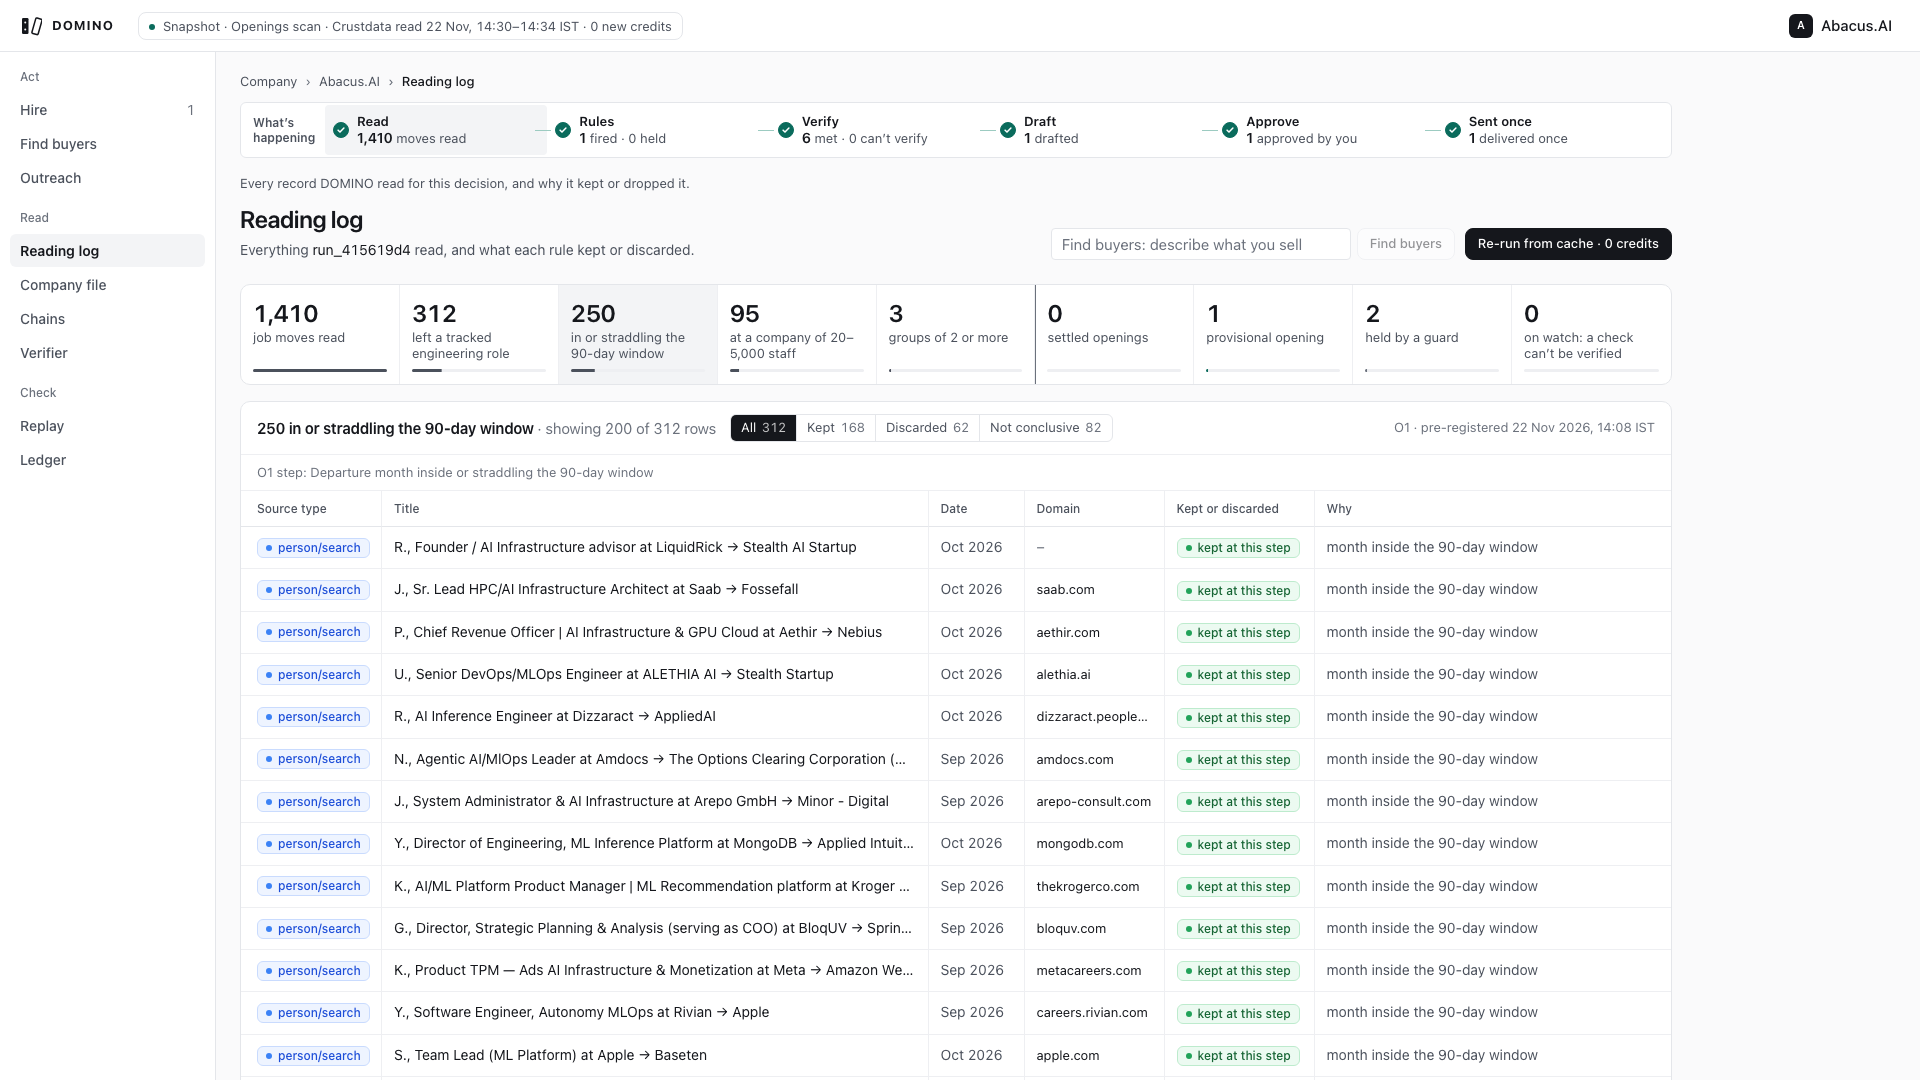 DOMINO
Snapshot · Openings scan · Crustdata read 22 Nov, 14:30–14:34 IST · 0 new credits
A
Abacus.AI
Act
Hire 1
Find buyers
Outreach
Read
Reading log
Company file
Chains
Verifier
Check
Replay
Ledger
Company › Abacus.AI › Reading log
What's happening
Read
1,410 moves read
Rules
1 fired · 0 held
Verify
6 met · 0 can't verify
Draft
1 drafted
Approve
1 approved by you
Sent once
1 delivered once
Every record DOMINO read for this decision, and why it kept or dropped it.
Reading log
Everything run_415619d4 read, and what each rule kept or discarded.
Find buyers: describe what you sell
Find buyers
Re-run from cache · 0 credits
1,410
job moves read
312
left a tracked
engineering role
250
in or straddling the
90-day window
95
at a company of 20–
5,000 staff
3
groups of 2 or more
0
settled openings
1
provisional opening
2
held by a guard
0
on watch: a check
can't be verified
250 in or straddling the 90-day window · showing 200 of 312 rows
All 312
Kept 168
Discarded 62
Not conclusive 82
O1 · pre-registered 22 Nov 2026, 14:08 IST
O1 step: Departure month inside or straddling the 90-day window
Source type Title Date Domain Kept or discarded Why
person/search R., Founder / AI Infrastructure advisor at LiquidRick → Stealth AI Startup Oct 2026 – kept at this step month inside the 90-day window
person/search J., Sr. Lead HPC/AI Infrastructure Architect at Saab → Fossefall Oct 2026 saab.com kept at this step month inside the 90-day window
person/search P., Chief Revenue Officer | AI Infrastructure & GPU Cloud at Aethir → Nebius Oct 2026 aethir.com kept at this step month inside the 90-day window
person/search U., Senior DevOps/MLOps Engineer at ALETHIA AI → Stealth Startup Oct 2026 alethia.ai kept at this step month inside the 90-day window
person/search R., AI Inference Engineer at Dizzaract → AppliedAI Oct 2026 dizzaract.people... kept at this step month inside the 90-day window
person/search N., Agentic AI/MlOps Leader at Amdocs → The Options Clearing Corporation (... Sep 2026 amdocs.com kept at this step month inside the 90-day window
person/search J., System Administrator & AI Infrastructure at Arepo GmbH → Minor - Digital Sep 2026 arepo-consult.com kept at this step month inside the 90-day window
person/search Y., Director of Engineering, ML Inference Platform at MongoDB → Applied Intuit... Oct 2026 mongodb.com kept at this step month inside the 90-day window
person/search K., AI/ML Platform Product Manager | ML Recommendation platform at Kroger ... Sep 2026 thekrogerco.com kept at this step month inside the 90-day window
person/search G., Director, Strategic Planning & Analysis (serving as COO) at BloqUV → Sprin... Sep 2026 bloquv.com kept at this step month inside the 90-day window
person/search K., Product TPM — Ads AI Infrastructure & Monetization at Meta → Amazon We... Sep 2026 metacareers.com kept at this step month inside the 90-day window
person/search Y., Software Engineer, Autonomy MLOps at Rivian → Apple Sep 2026 careers.rivian.com kept at this step month inside the 90-day window
person/search S., Team Lead (ML Platform) at Apple → Baseten Oct 2026 apple.com kept at this step month inside the 90-day window